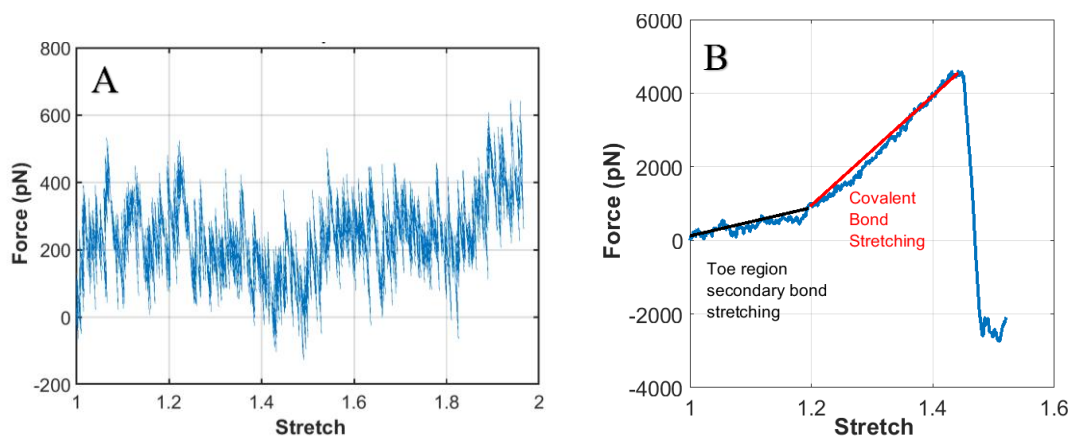 A
800
600
400
200
0
-200
Force (pN)
1
1.2
1.4
1.6
1.8
2
Stretch
B
6000
4000
2000
0
-2000
-4000
Force (pN)
Covalent
Bond
Stretching
Toe region
secondary bond
stretching
1
1.2
1.4
1.6
Stretch